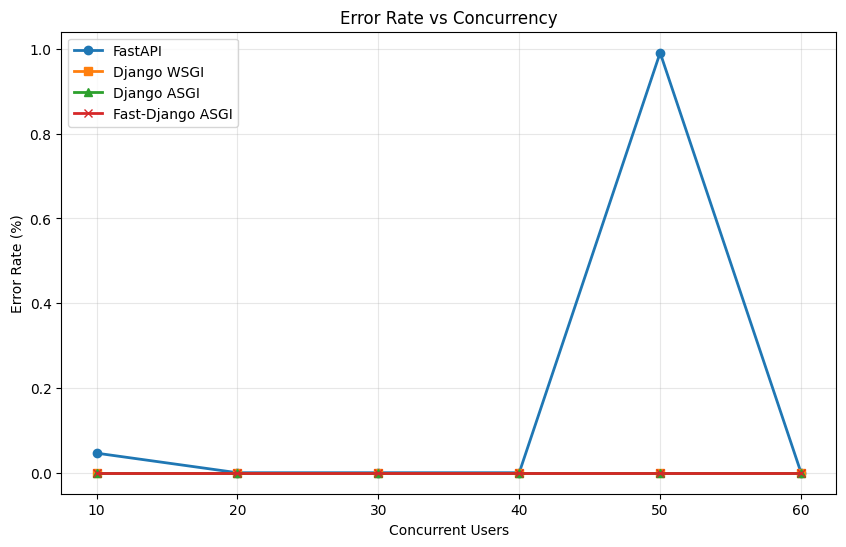 Error Rate vs Concurrency
FastAPI
Django WSGI
Django ASGI
Fast-Django ASGI
Error Rate (%)
1.0
0.8
0.6
0.4
0.2
0.0
10 20 30 40 50 60
Concurrent Users